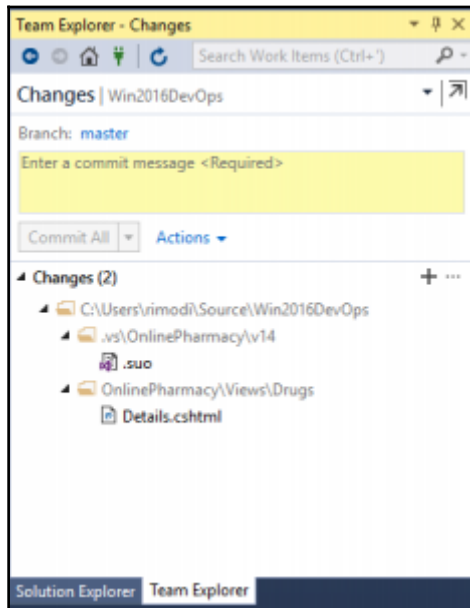 Team Explorer - Changes
Search Work Items (Ctrl+')
Changes | Win2016DevOps
Branch: master
Enter a commit message <Required>
Commit All Actions
Changes (2)
C:\Users\rimodi\Source\Win2016DevOps
.vs\OnlinePharmacy\v14
.suo
OnlinePharmacy\Views\Drugs
Details.cshtml
Solution Explorer Team Explorer